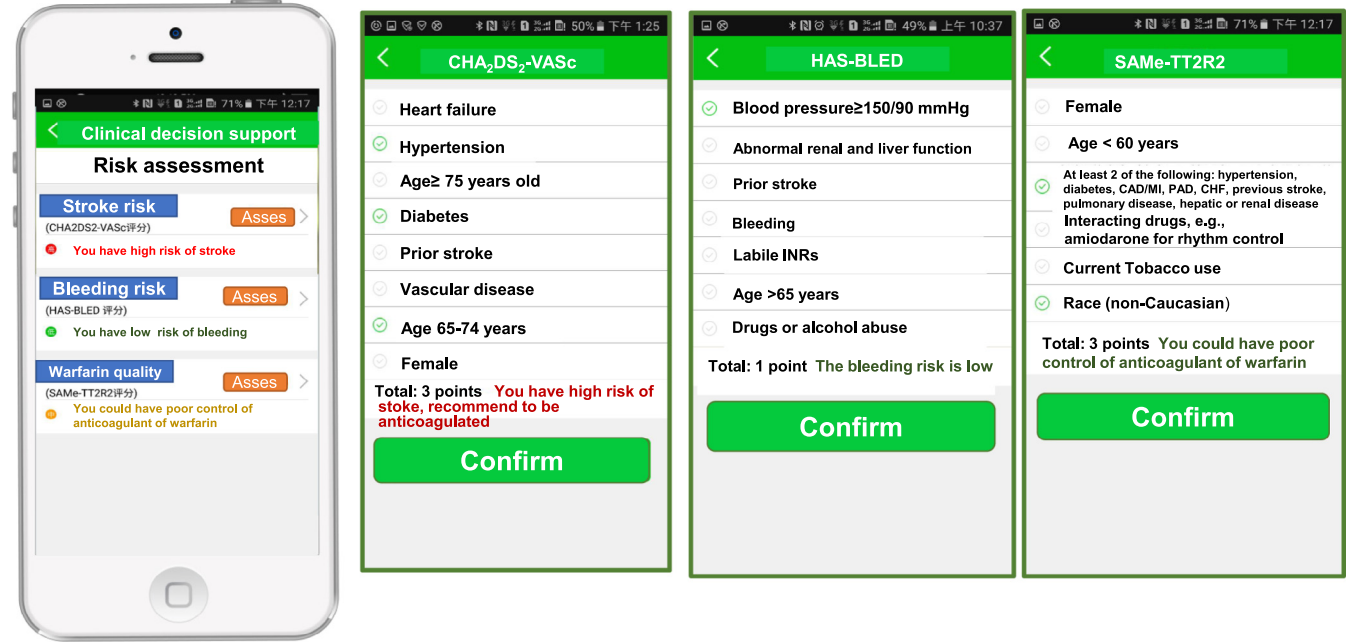 71% 下午 12:17
Clinical decision support
Risk assessment
Stroke risk
Asses
(CHA2DS2-VASc评分)
You have high risk of stroke
Bleeding risk
Asses
(HAS-BLED 评分)
You have low risk of bleeding
Warfarin quality
Asses
(SAMe-TT2R2评分)
You could have poor control of
anticoagulant of warfarin
50% 下午 1:25
CHA₂DS₂-VASc
Heart failure
Hypertension
Age≥ 75 years old
Diabetes
Prior stroke
Vascular disease
Age 65-74 years
Female
Total: 3 points You have high risk of
stoke, recommend to be
anticoagulated
Confirm
49% 上午 10:37
HAS-BLED
Blood pressure≥150/90 mmHg
Abnormal renal and liver function
Prior stroke
Bleeding
Labile INRs
Age >65 years
Drugs or alcohol abuse
Total: 1 point The bleeding risk is low
Confirm
71% 下午 12:17
SAMe-TT2R2
Female
Age < 60 years
At least 2 of the following: hypertension,
diabetes, CAD/MI, PAD, CHF, previous stroke,
pulmonary disease, hepatic or renal disease
Interacting drugs, e.g.,
amiodarone for rhythm control
Current Tobacco use
Race (non-Caucasian)
Total: 3 points You could have poor
control of anticoagulant of warfarin
Confirm